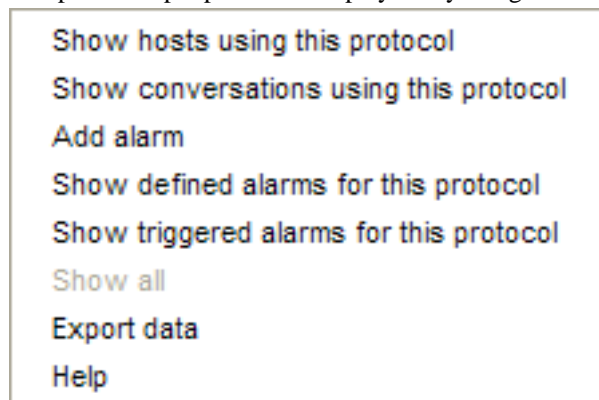 Show hosts using this protocol
Show conversations using this protocol
Add alarm
Show defined alarms for this protocol
Show triggered alarms for this protocol
Show all
Export data
Help